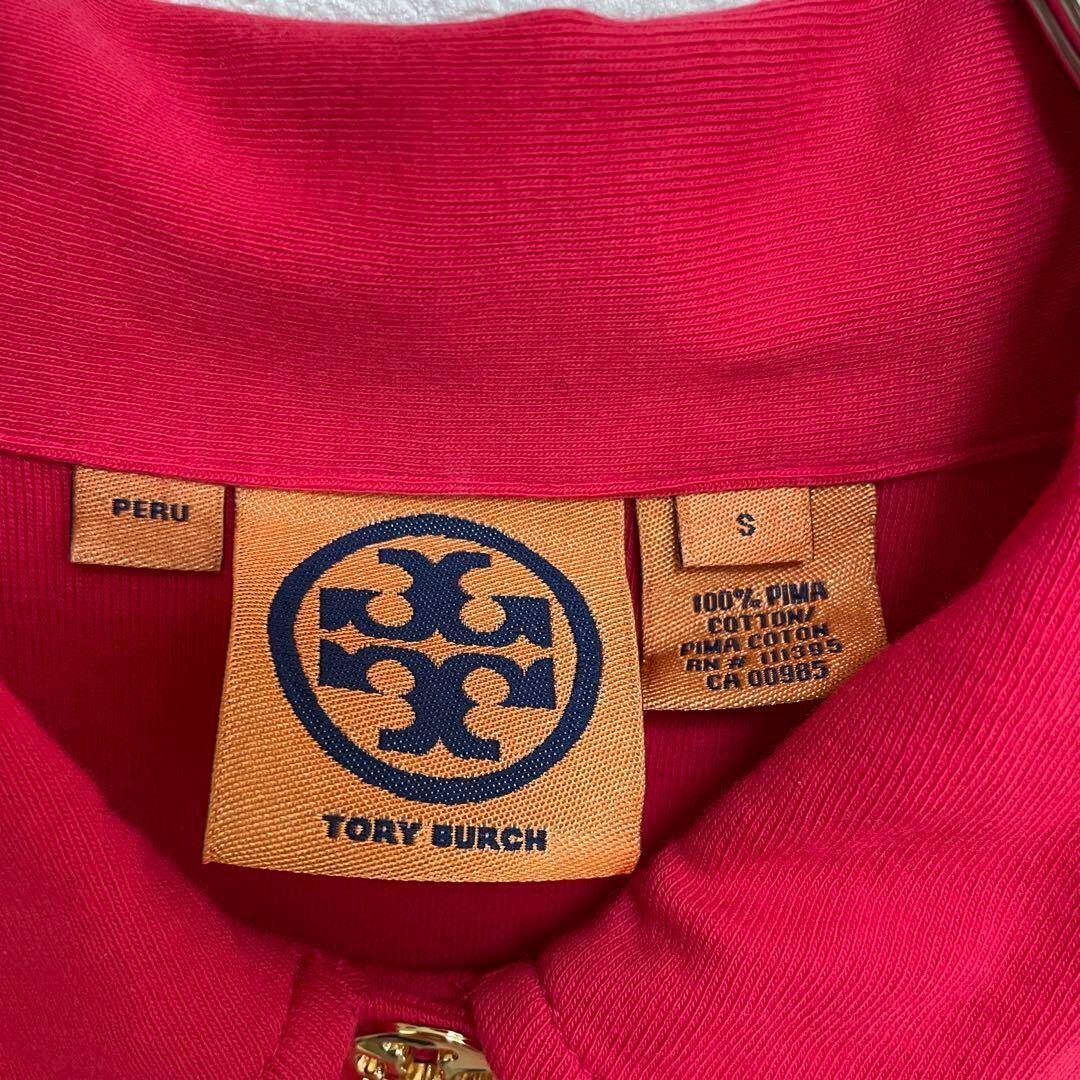 PERU
TORY BURCH
S
100% PIMA
COTTON/
PIMA COTON
RN # 111395
CA 00985